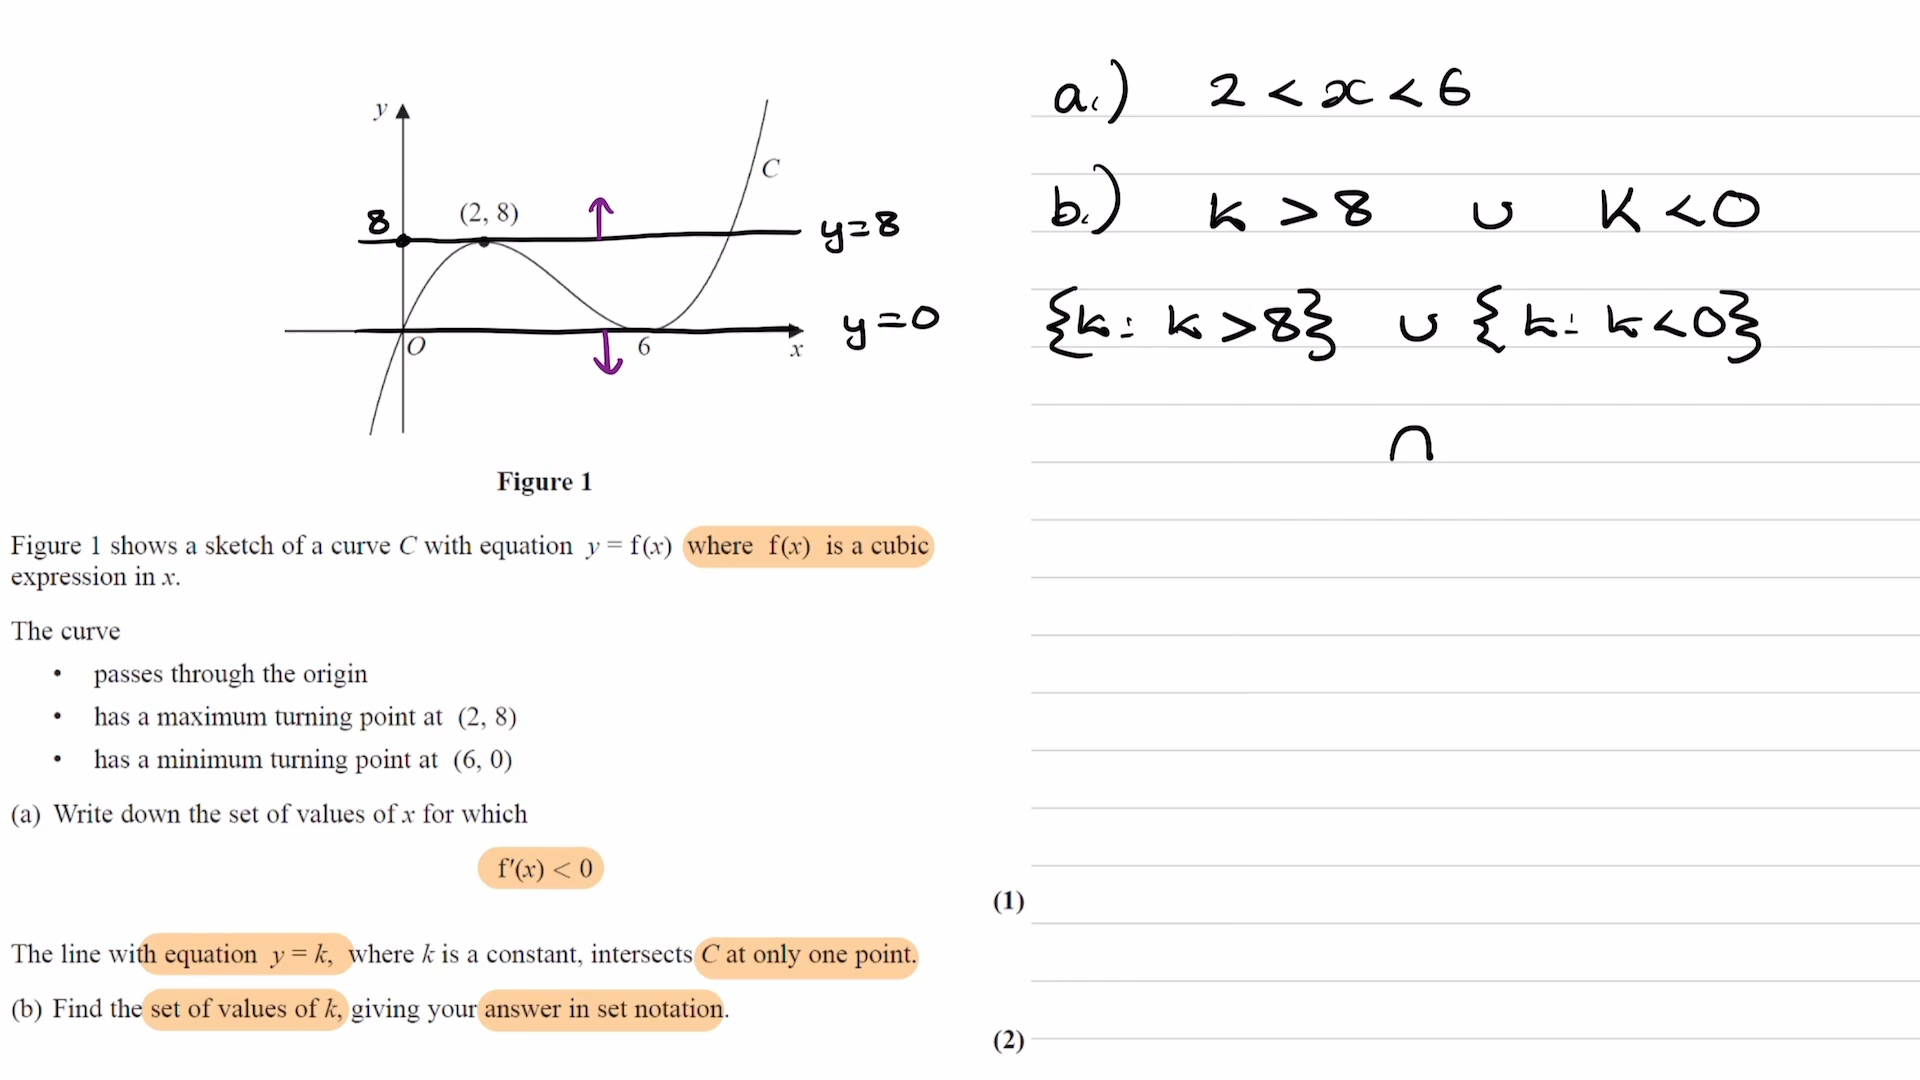 y
C
8
(2, 8)
y=8
y=0
O
6
x
Figure 1
Figure 1 shows a sketch of a curve C with equation y = f(x) where f(x) is a cubic
expression in x.
The curve
• passes through the origin
• has a maximum turning point at (2, 8)
• has a minimum turning point at (6, 0)
(a) Write down the set of values of x for which
f′(x) < 0
(1)
The line with equation y = k, where k is a constant, intersects C at only one point.
(b) Find the set of values of k, giving your answer in set notation.
(2)
a.) 2 < x < 6
b.) k > 8 ∪ k < 0
{k: k > 8} ∪ {k: k < 0}
∩